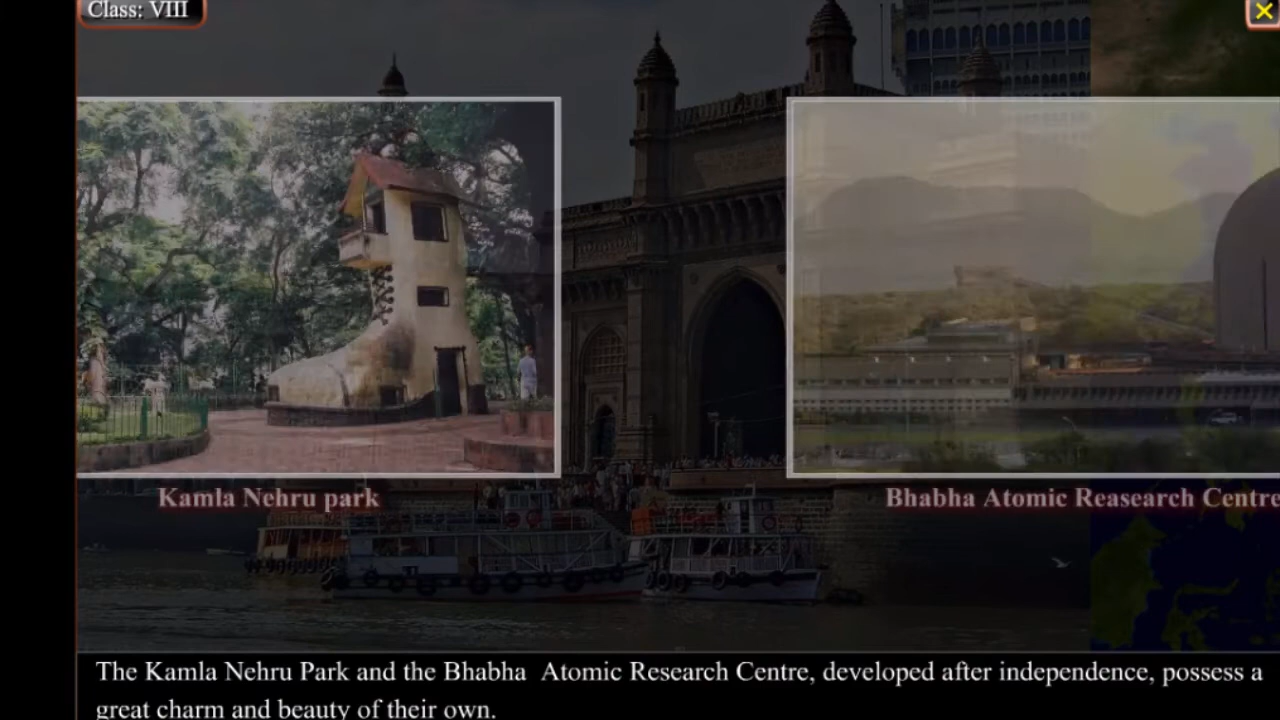 Class: VIII
Kamla Nehru park
Bhabha Atomic Reasearch Centre
The Kamla Nehru Park and the Bhabha Atomic Research Centre, developed after independence, possess a
great charm and beauty of their own.